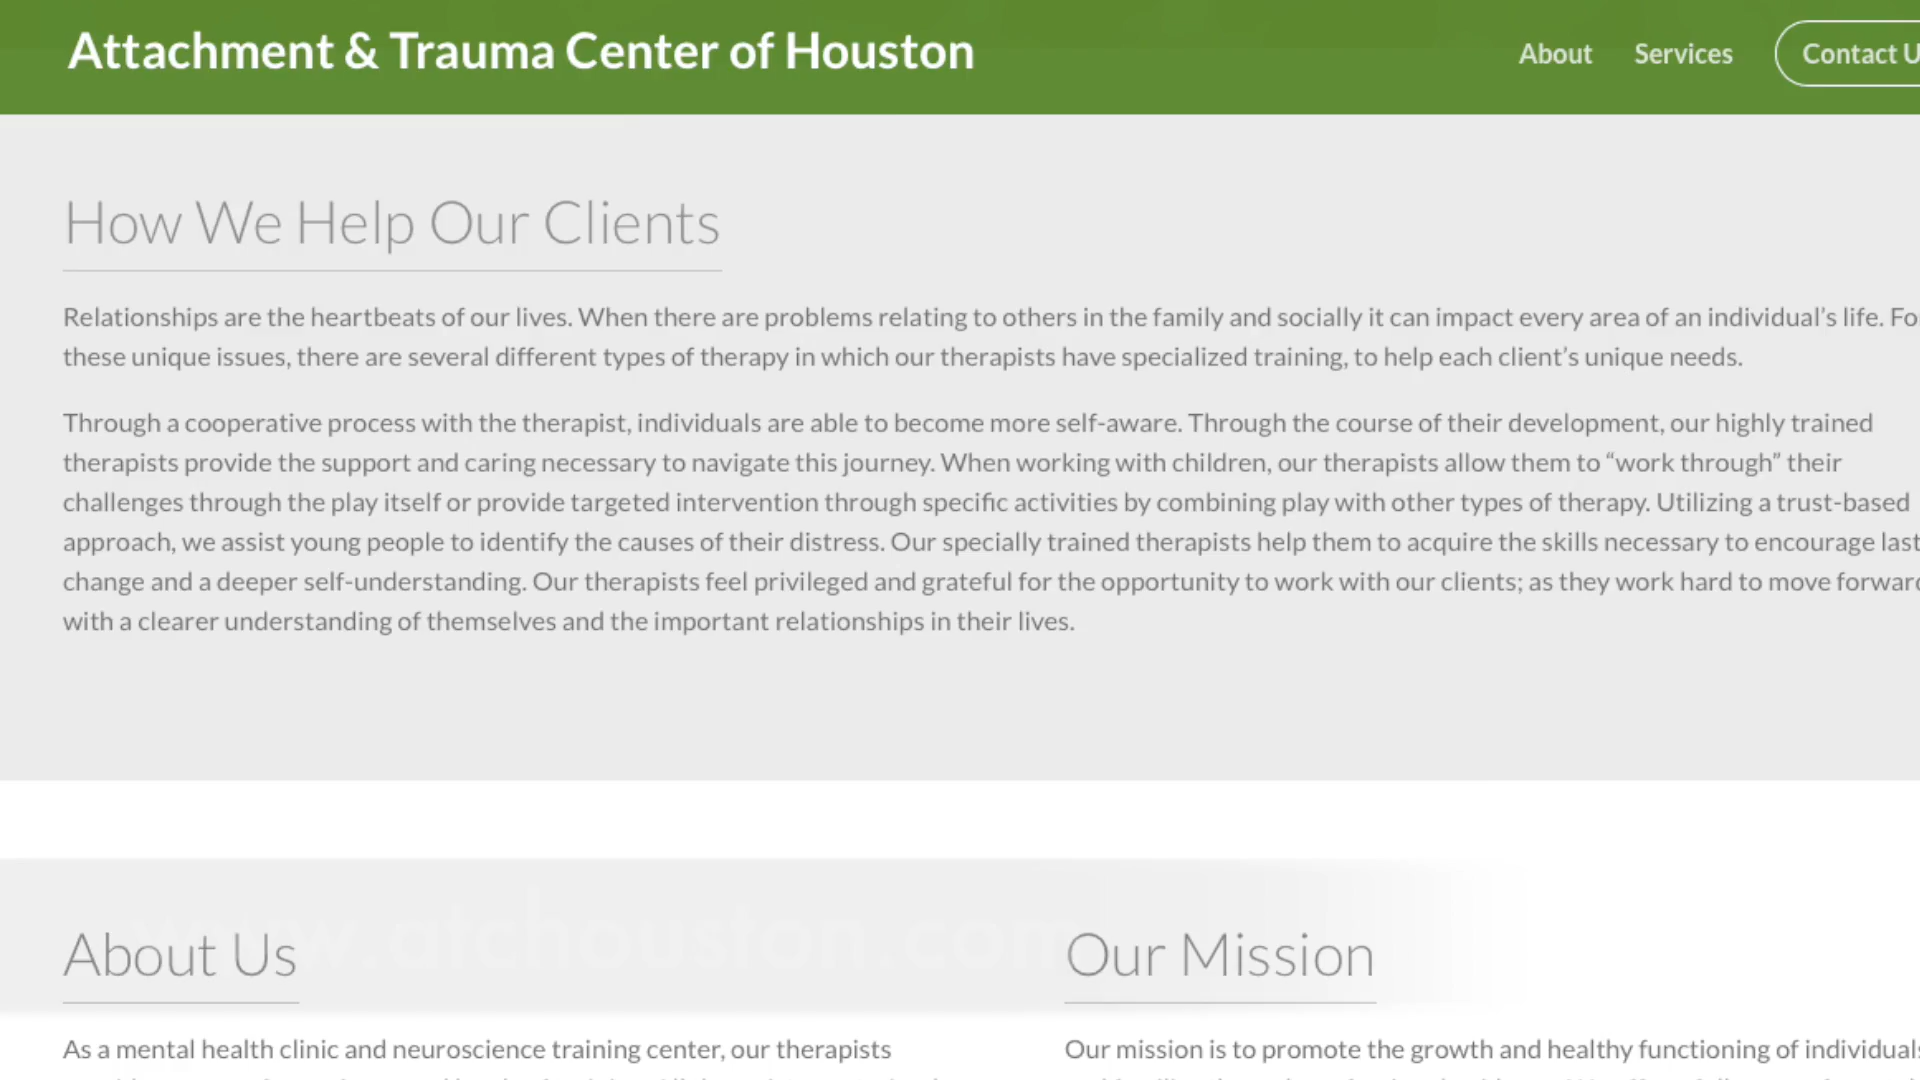 Attachment & Trauma Center of Houston
About Services Contact U
How We Help Our Clients
Relationships are the heartbeats of our lives. When there are problems relating to others in the family and socially it can impact every area of an individual’s life. Fo
these unique issues, there are several different types of therapy in which our therapists have specialized training, to help each client’s unique needs.
Through a cooperative process with the therapist, individuals are able to become more self-aware. Through the course of their development, our highly trained
therapists provide the support and caring necessary to navigate this journey. When working with children, our therapists allow them to “work through” their
challenges through the play itself or provide targeted intervention through specific activities by combining play with other types of therapy. Utilizing a trust-based
approach, we assist young people to identify the causes of their distress. Our specially trained therapists help them to acquire the skills necessary to encourage last
change and a deeper self-understanding. Our therapists feel privileged and grateful for the opportunity to work with our clients; as they work hard to move forward
with a clearer understanding of themselves and the important relationships in their lives.
www.atchouston.com
About Us
As a mental health clinic and neuroscience training center, our therapists
Our Mission
Our mission is to promote the growth and healthy functioning of individuals